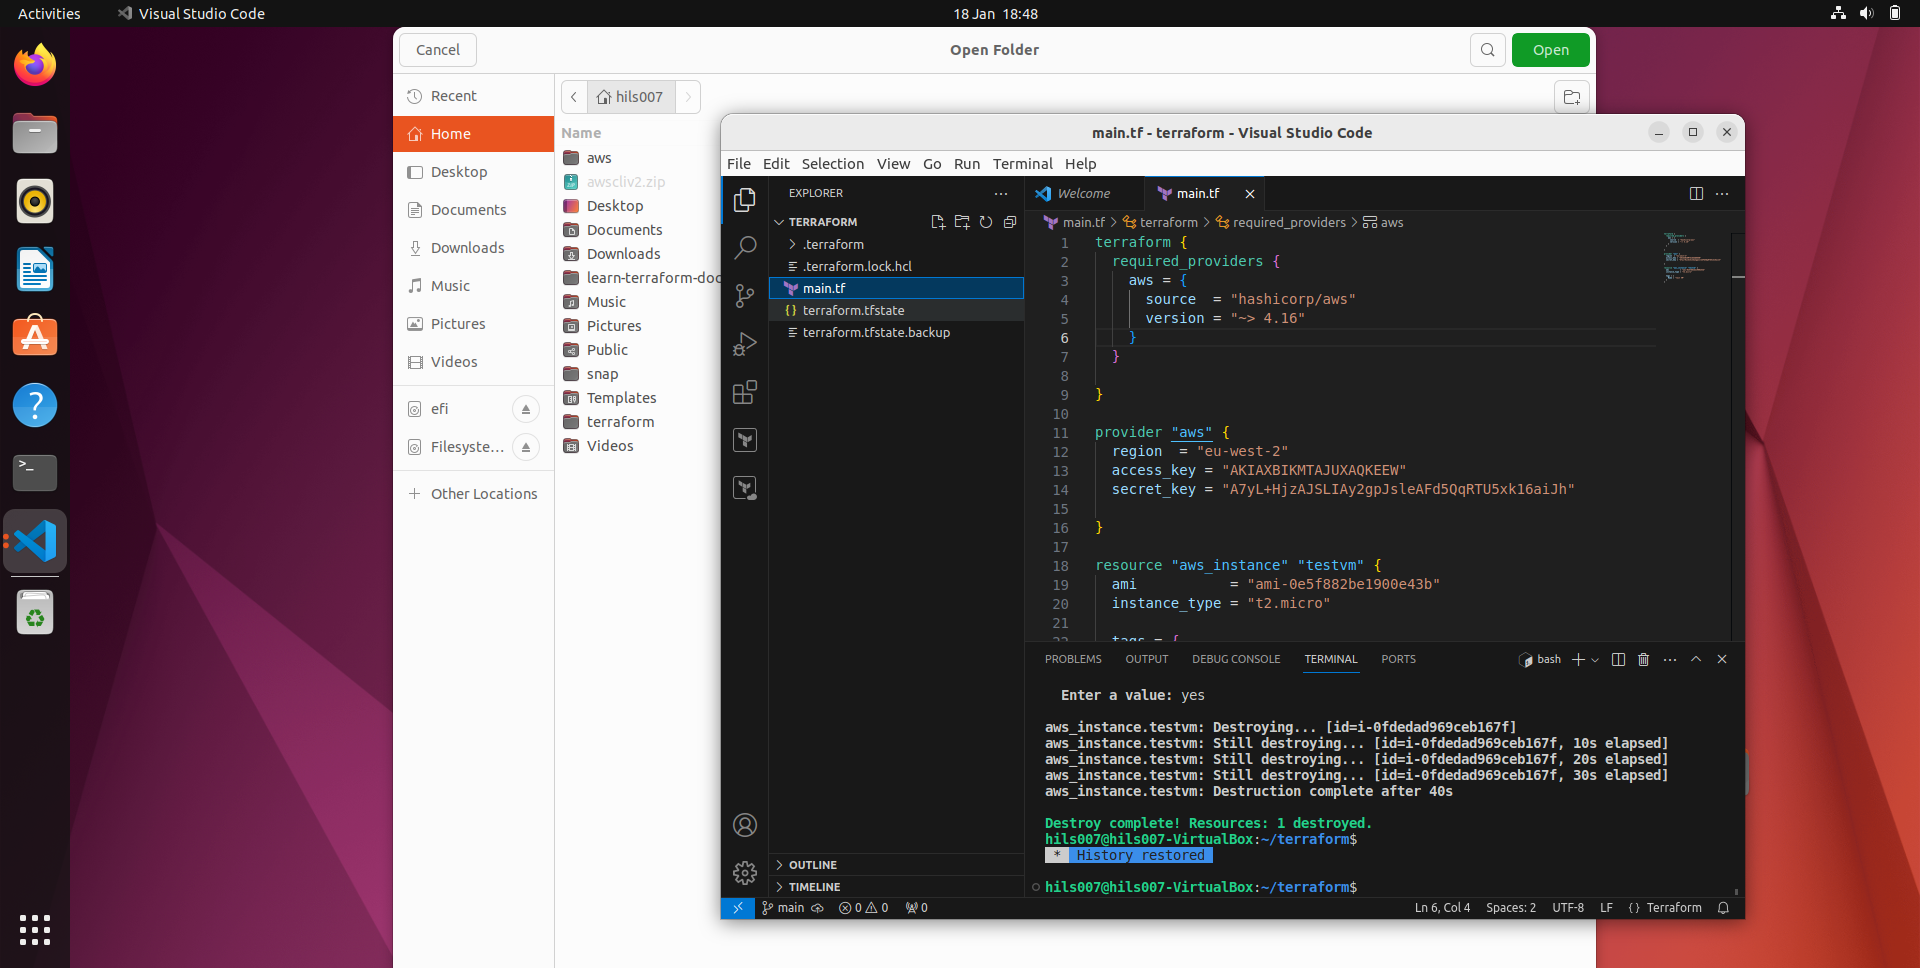 Activities
Visual Studio Code
18 Jan 18:48
Cancel
Open Folder
Open
Recent
Home
Desktop
Documents
Downloads
Music
Pictures
Videos
efi
Filesyste...
Other Locations
hils007
Name
aws
awscliv2.zip
Desktop
Documents
Downloads
learn-terraform-doc
Music
Pictures
Public
snap
Templates
terraform
Videos
main.tf - terraform - Visual Studio Code
File Edit Selection View Go Run Terminal Help
EXPLORER
TERRAFORM
.terraform
.terraform.lock.hcl
main.tf
terraform.tfstate
terraform.tfstate.backup
OUTLINE
TIMELINE
Welcome
main.tf
main.tf > terraform > required_providers > aws
1 terraform {
2 required_providers {
3 aws = {
4 source = "hashicorp/aws"
5 version = "~> 4.16"
6 }
7 }
8
9 }
10
11 provider "aws" {
12 region = "eu-west-2"
13 access_key = "AKIAXBIKMTAJUXAQKEEW"
14 secret_key = "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"
15
16 }
17
18 resource "aws_instance" "testvm" {
19 ami = "ami-0e5f882be1900e43b"
20 instance_type = "t2.micro"
21
22 tags = {
PROBLEMS OUTPUT DEBUG CONSOLE TERMINAL PORTS
bash
Enter a value: yes
aws_instance.testvm: Destroying... [id=i-0fdedad969ceb167f]
aws_instance.testvm: Still destroying... [id=i-0fdedad969ceb167f, 10s elapsed]
aws_instance.testvm: Still destroying... [id=i-0fdedad969ceb167f, 20s elapsed]
aws_instance.testvm: Still destroying... [id=i-0fdedad969ceb167f, 30s elapsed]
aws_instance.testvm: Destruction complete after 40s
Destroy complete! Resources: 1 destroyed.
hils007@hils007-VirtualBox:~/terraform$
* History restored
hils007@hils007-VirtualBox:~/terraform$
main 0 0 0
Ln 6, Col 4 Spaces: 2 UTF-8 LF {} Terraform